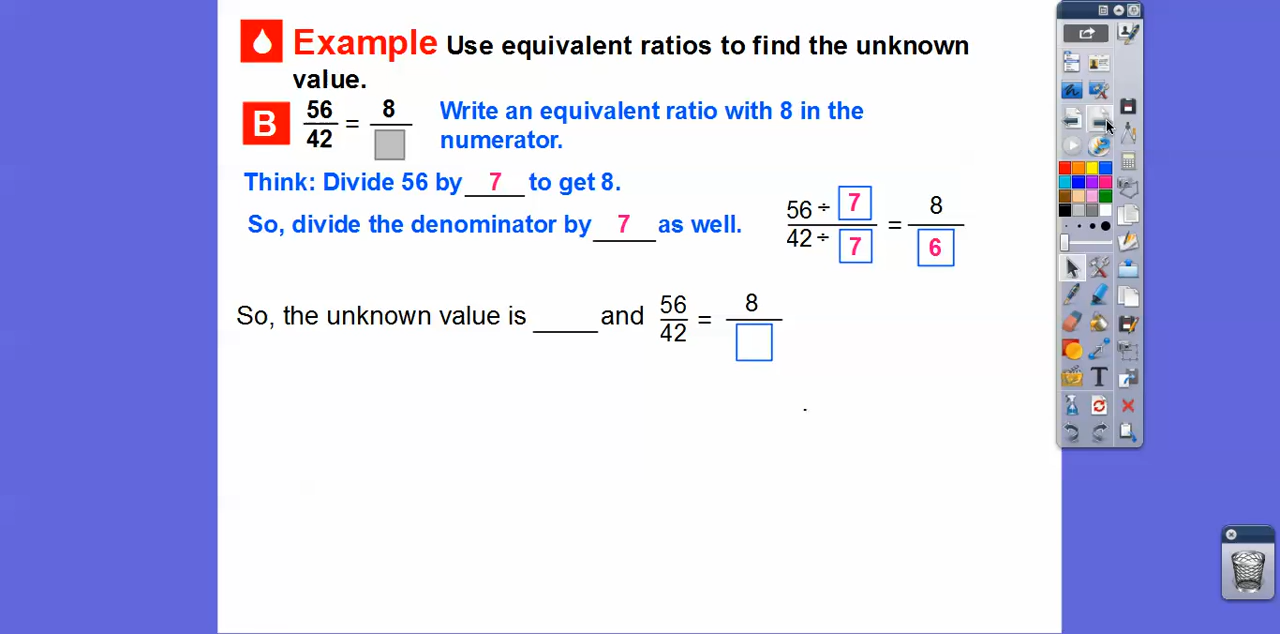 Example Use equivalent ratios to find the unknown
value.
B 56/42 = 8/ Write an equivalent ratio with 8 in the
numerator.
Think: Divide 56 by 7 to get 8.
So, divide the denominator by 7 as well.
56 ÷ 7 / 42 ÷ 7 = 8/6
So, the unknown value is _____ and 56/42 = 8/
T